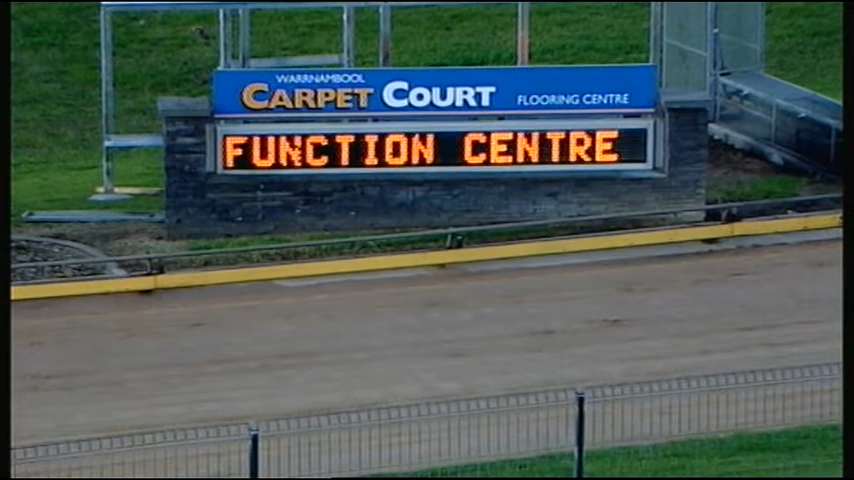 WARRNAMBOOL
CARPET COURT FLOORING CENTRE
FUNCTION CENTRE